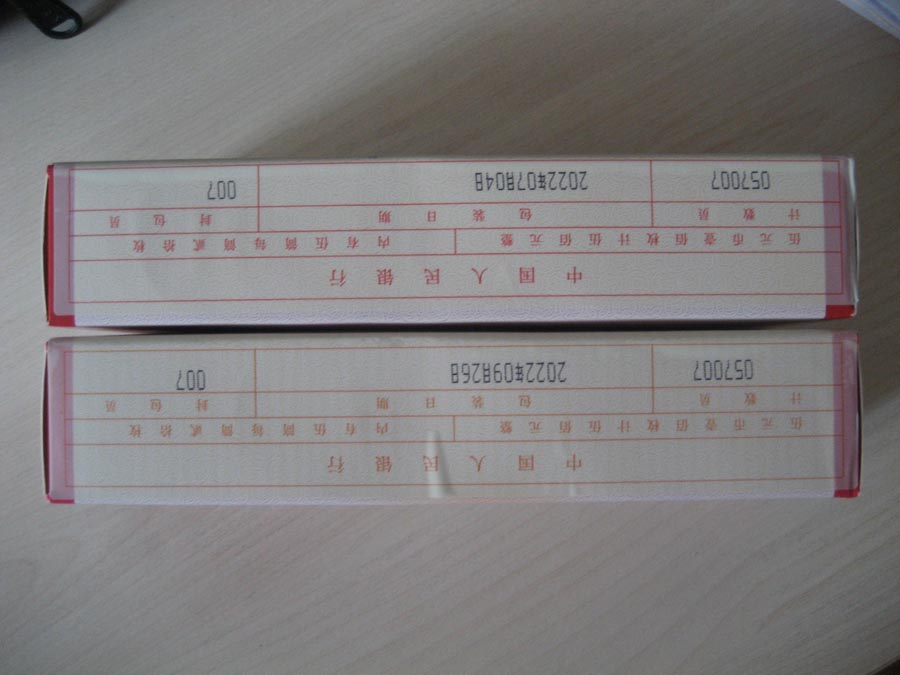 中国人民银行
伍元币壹佰枚计伍佰元整 内有伍筒每筒贰拾枚
计数员 包装日期 封包员
057007 2022年09月26日 007
中国人民银行
伍元币壹佰枚计伍佰元整 内有伍筒每筒贰拾枚
计数员 包装日期 封包员
057007 2022年07月04日 007